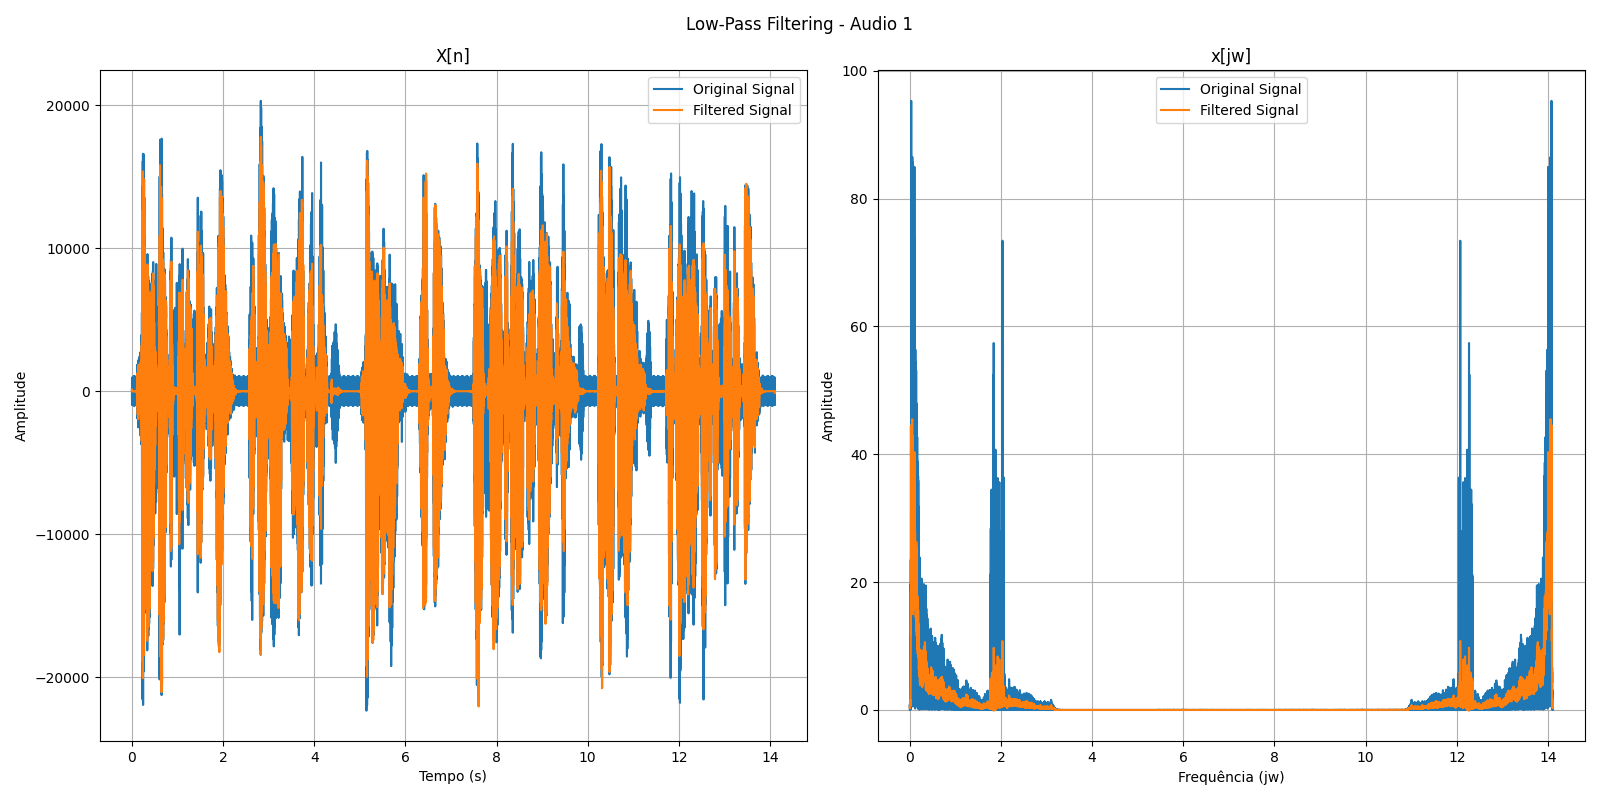 Low-Pass Filtering - Audio 1
X[n]
Original Signal
Filtered Signal
20000
10000
0
−10000
−20000
Amplitude
0 2 4 6 8 10 12 14
Tempo (s)
x[jw]
Original Signal
Filtered Signal
100
80
60
40
20
0
Amplitude
0 2 4 6 8 10 12 14
Frequência (jw)